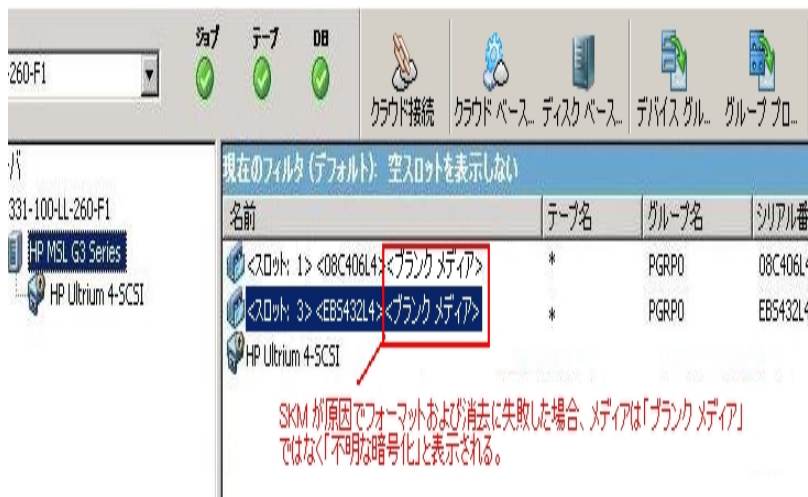 ジョブ テープ DB
-260-F1
クラウド接続 クラウド ベース... ディスク ベース... デバイス グル... グループ プロ...
ーバ
現在のフィルタ (デフォルト): 空スロットを表示しない
331-100-LL-260-F1
名前 テープ名 グループ名 シリアル番
HP MSL G3 Series
<スロット: 1> <08C406L4> <ブランク メディア> * PGRP0 08C406L4
HP Ultrium 4-SCSI
<スロット: 3> <EBS432L4> <ブランク メディア> * PGRP0 EBS432L4
HP Ultrium 4-SCSI
SKM が原因でフォーマットおよび消去に失敗した場合、メディアは「ブランク メディア」
ではなく「不明な暗号化」と表示される。